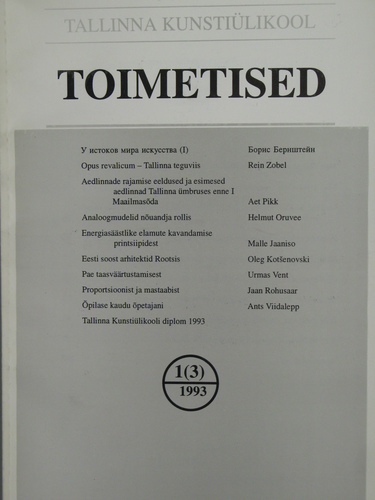 TALLINNA KUNSTIÜLIKOOL
TOIMETISED
У истоков мира искусства (I) Борис Бернштейн
Opus revalicum – Tallinna teguviis Rein Zobel
Aedlinnade rajamise eeldused ja esimesed
aedlinnad Tallinna ümbruses enne I
Maailmasõda Aet Pikk
Analoogmudelid nõuandja rollis Helmut Oruvee
Energiasäästlike elamute kavandamise
printsiipidest Malle Jaaniso
Eesti soost arhitektid Rootsis Oleg Kotšenovski
Pae taasväärtustamisest Urmas Vent
Proportsioonist ja mastaabist Jaan Rohusaar
Õpilase kaudu õpetajani Ants Viidalepp
Tallinna Kunstiülikooli diplom 1993
1(3)
1993